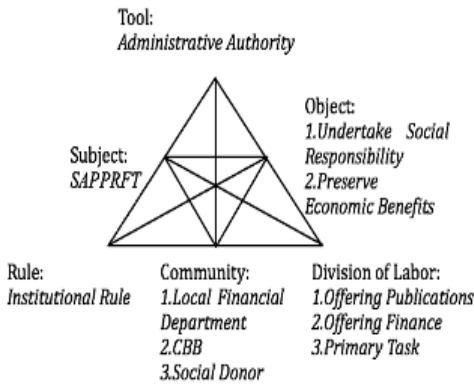 Tool:
Administrative Authority
Object:
1.Undertake Social
Responsibility
2.Preserve
Economic Benefits
Subject:
SAPPRFT
Rule:
Institutional Rule
Community:
1.Local Financial
Department
2.CBB
3.Social Donor
Division of Labor:
1.Offering Publications
2.Offering Finance
3.Primary Task